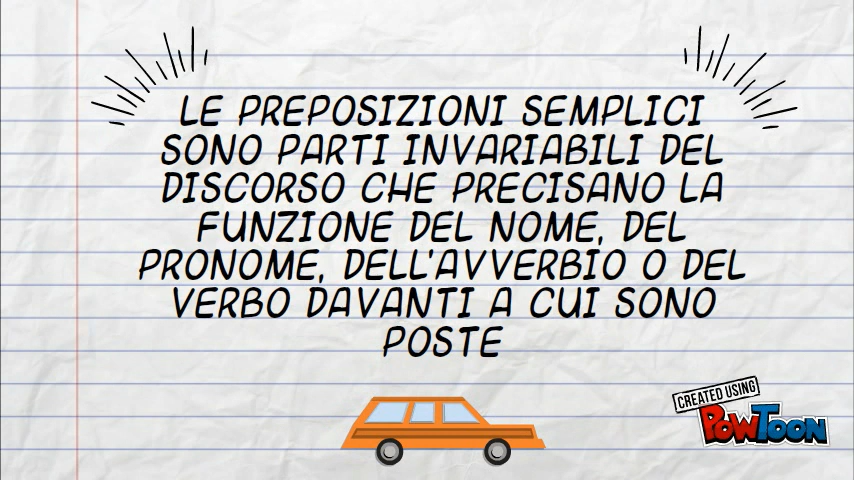 LE PREPOSIZIONI SEMPLICI
SONO PARTI INVARIABILI DEL
DISCORSO CHE PRECISANO LA
FUNZIONE DEL NOME, DEL
PRONOME, DELL'AVVERBIO O DEL
VERBO DAVANTI A CUI SONO
POSTE
CREATED USING
POWTOON